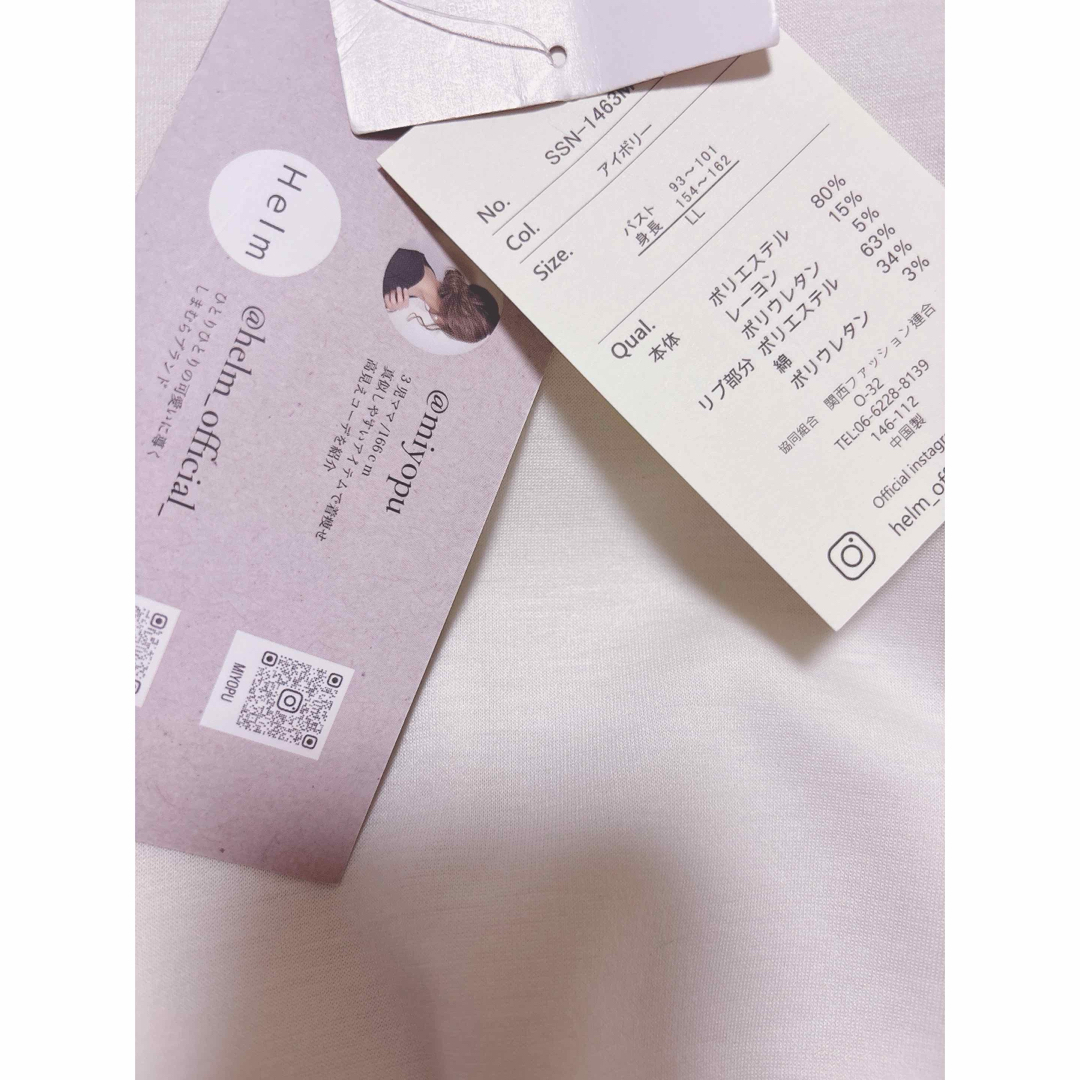 Helm
@helm_official_
ひとりひとりの可愛いに導く
しまむらブランド
@miyopu
3児ママ/166cm
真似しやすいアイテムで着痩せ
高見えコーデを紹介
MIYOPU
No. SSN-1463M
Col. アイボリー
Size. バスト 93～101
身長 154～162
LL
Qual.
本体 ポリエステル 80%
レーヨン 15%
ポリウレタン 5%
リブ部分 ポリエステル 63%
綿 34%
ポリウレタン 3%
協同組合 関西ファッション連合
O-32
TEL:06-6228-8139
146-112
中国製
Official instagr
helm_of